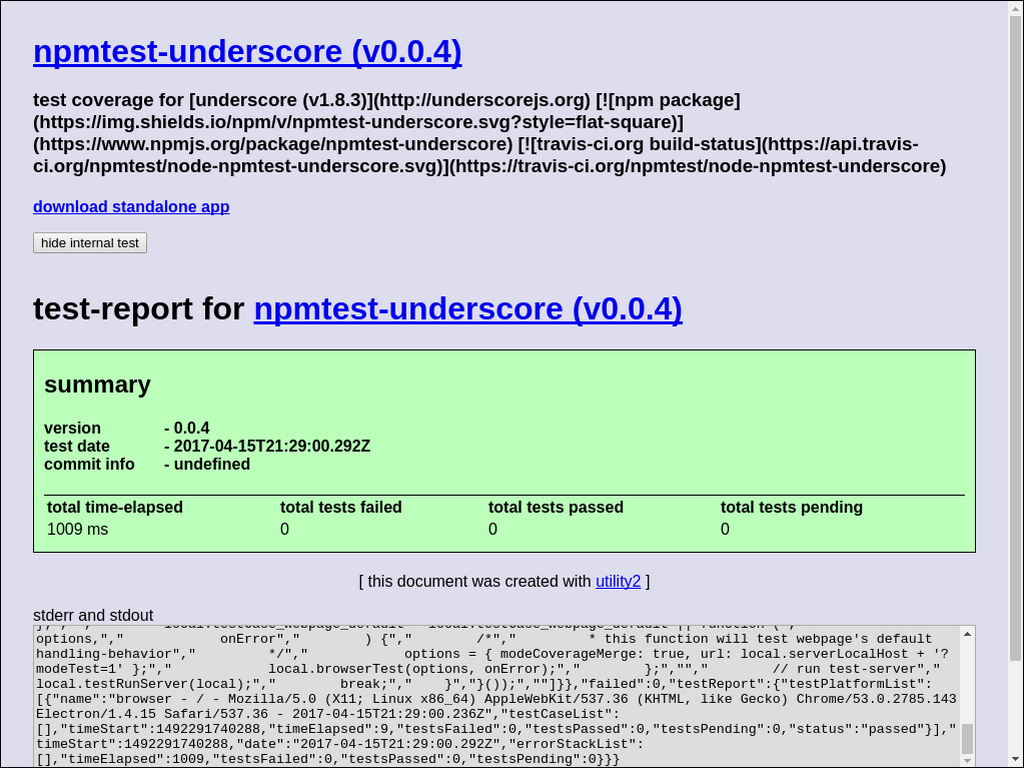 npmtest-underscore (v0.0.4)
test coverage for [underscore (v1.8.3)](http://underscorejs.org) [![npm package]
(https://img.shields.io/npm/v/npmtest-underscore.svg?style=flat-square)]
(https://www.npmjs.org/package/npmtest-underscore) [![travis-ci.org build-status](https://api.travis-
ci.org/npmtest/node-npmtest-underscore.svg)](https://travis-ci.org/npmtest/node-npmtest-underscore)
download standalone app
hide internal test
test-report for npmtest-underscore (v0.0.4)
summary
version - 0.0.4
test date - 2017-04-15T21:29:00.292Z
commit info - undefined
total time-elapsed total tests failed total tests passed total tests pending
1009 ms 0 0 0
[ this document was created with utility2 ]
stderr and stdout
options,"," onError"," ) {"," /*"," * this function will test webpage's default
handling-behavior"," */"," options = { modeCoverageMerge: true, url: local.serverLocalHost + '?
modeTest=1' };"," local.browserTest(options, onError);"," };",""," // run test-server","
local.testRunServer(local);"," break;"," }","}());",""]}},"failed":0,"testReport":{"testPlatformList":
[{"name":"browser - / - Mozilla/5.0 (X11; Linux x86_64) AppleWebKit/537.36 (KHTML, like Gecko) Chrome/53.0.2785.143
Electron/1.4.15 Safari/537.36 - 2017-04-15T21:29:00.236Z","testCaseList":
[],"timeStart":1492291740288,"timeElapsed":9,"testsFailed":0,"testsPassed":0,"testsPending":0,"status":"passed"}],"
timeStart":1492291740288,"date":"2017-04-15T21:29:00.292Z","errorStackList":
[],"timeElapsed":1009,"testsFailed":0,"testsPassed":0,"testsPending":0}}}